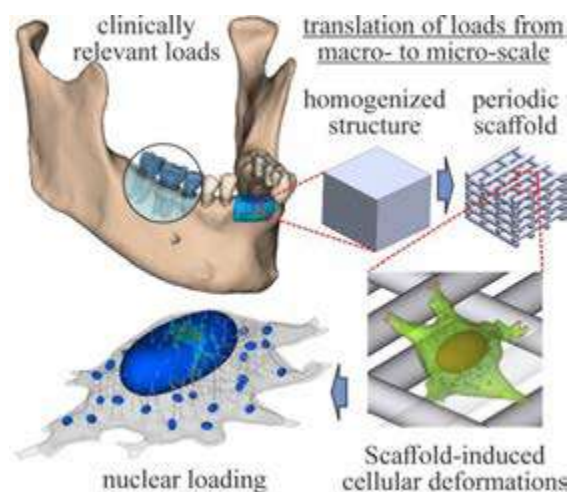 clinically
relevant loads
translation of loads from
macro- to micro-scale
homogenized
structure
periodic
scaffold
nuclear loading
Scaffold-induced
cellular deformations